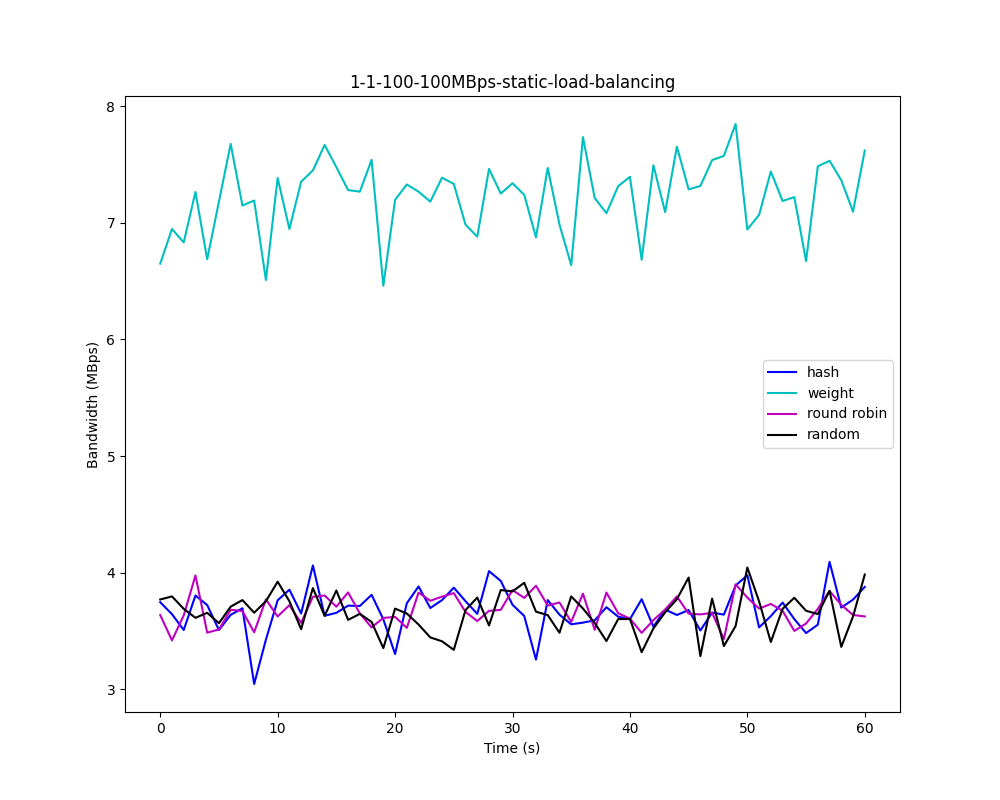 1-1-100-100MBps-static-load-balancing
8
7
6
5
4
3
Bandwidth (MBps)
hash
weight
round robin
random
0 10 20 30 40 50 60
Time (s)